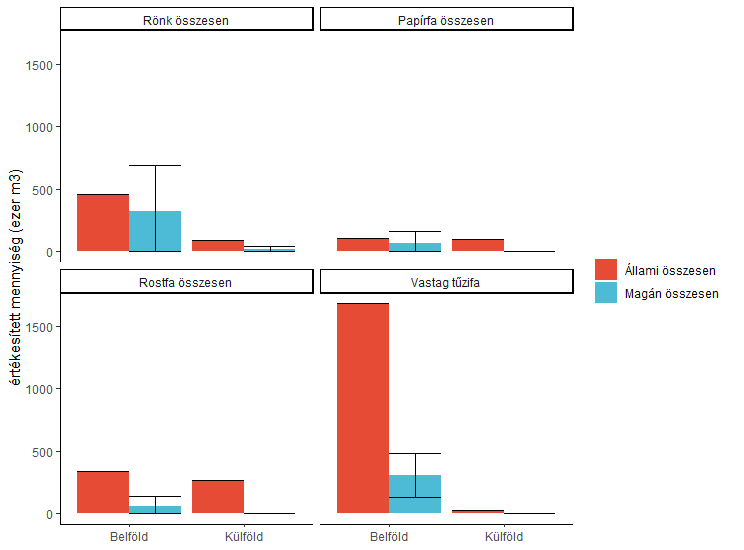 Rönk összesen
Papírfa összesen
1500
1000
500
0
értékesített mennyiség (ezer m3)
Rostfa összesen
Vastag tűzifa
1500
1000
500
0
Belföld
Külföld
Belföld
Külföld
Állami összesen
Magán összesen